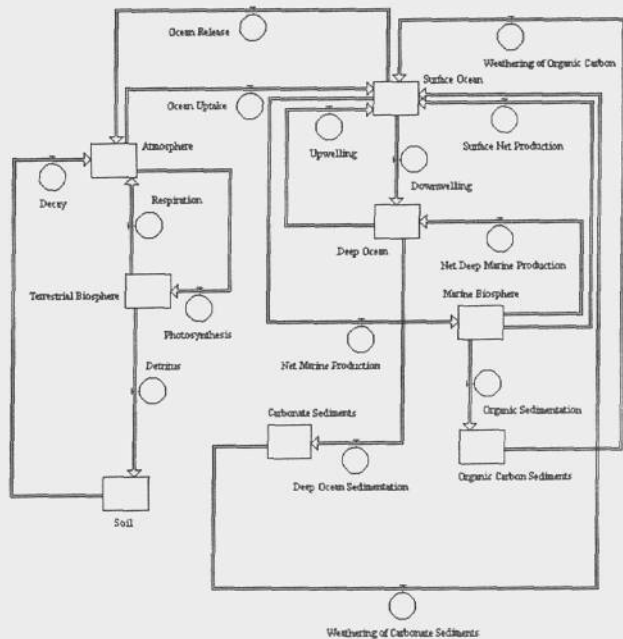 Ocean Release
Weathering of Organic Carbon
Surface Ocean
Ocean Uptake
Atmosphere
Upwelling
Surface Net Production
Downwelling
Decay
Respiration
Deep Ocean
Net Deep Marine Production
Marine Biosphere
Terrestrial Biosphere
Photosynthesis
Net Marine Production
Detritus
Carbonate Sediments
Organic Sedimentation
Organic Carbon Sediments
Deep Ocean Sedimentation
Soil
Weathering of Carbonate Sediments